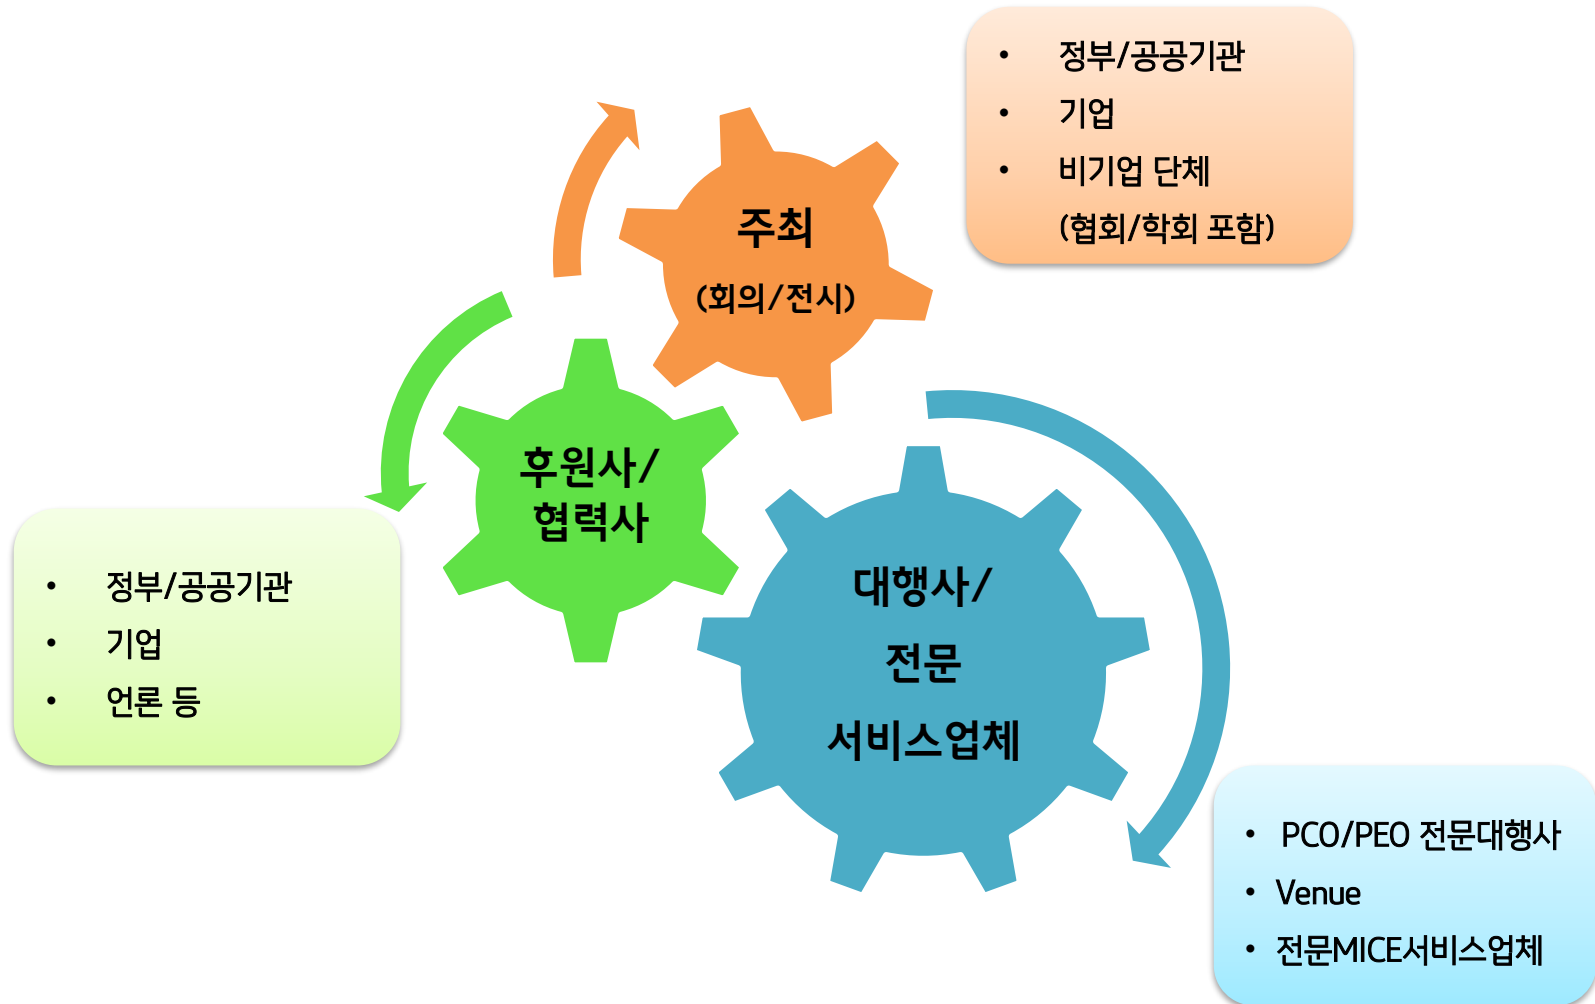 • 정부/공공기관
• 기업
• 비기업 단체
(협회/학회 포함)
주최
(회의/전시)
후원사/
협력사
• 정부/공공기관
• 기업
• 언론 등
대행사/
전문
서비스업체
• PCO/PEO 전문대행사
• Venue
• 전문MICE서비스업체